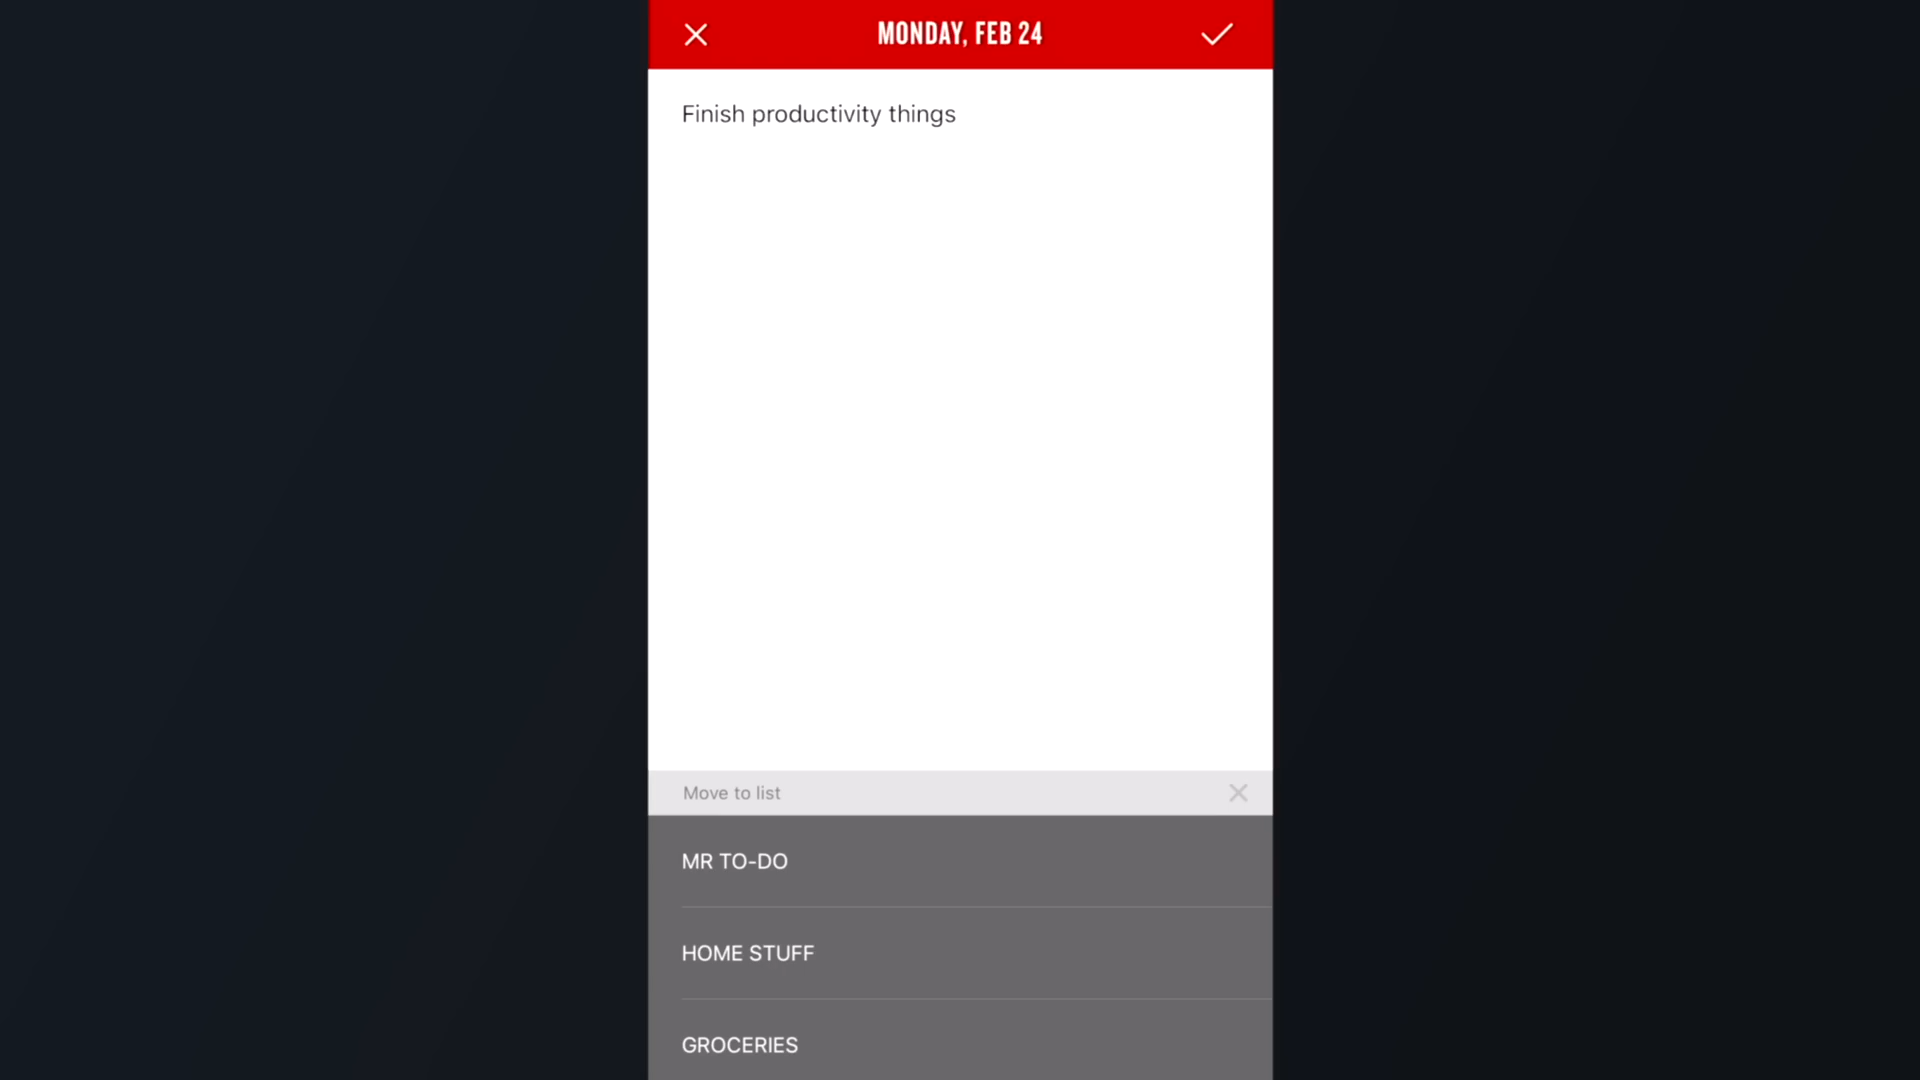 MONDAY, FEB 24
Finish productivity things
Move to list
MR TO-DO
HOME STUFF
GROCERIES